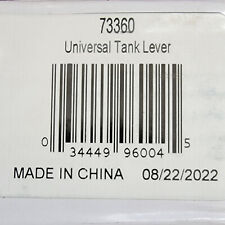 73360
Universal Tank Lever
0 34449 96004 5
MADE IN CHINA 08/22/2022